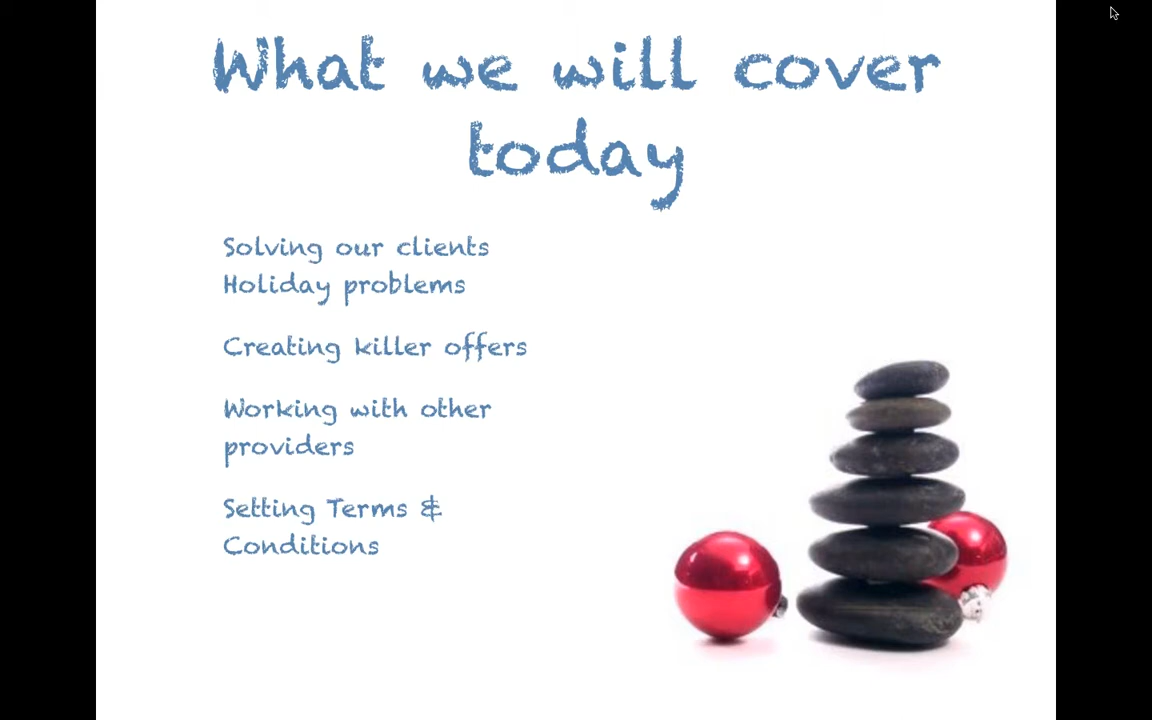 What we will cover
today
Solving our clients
Holiday problems
Creating killer offers
Working with other
providers
Setting Terms &
Conditions